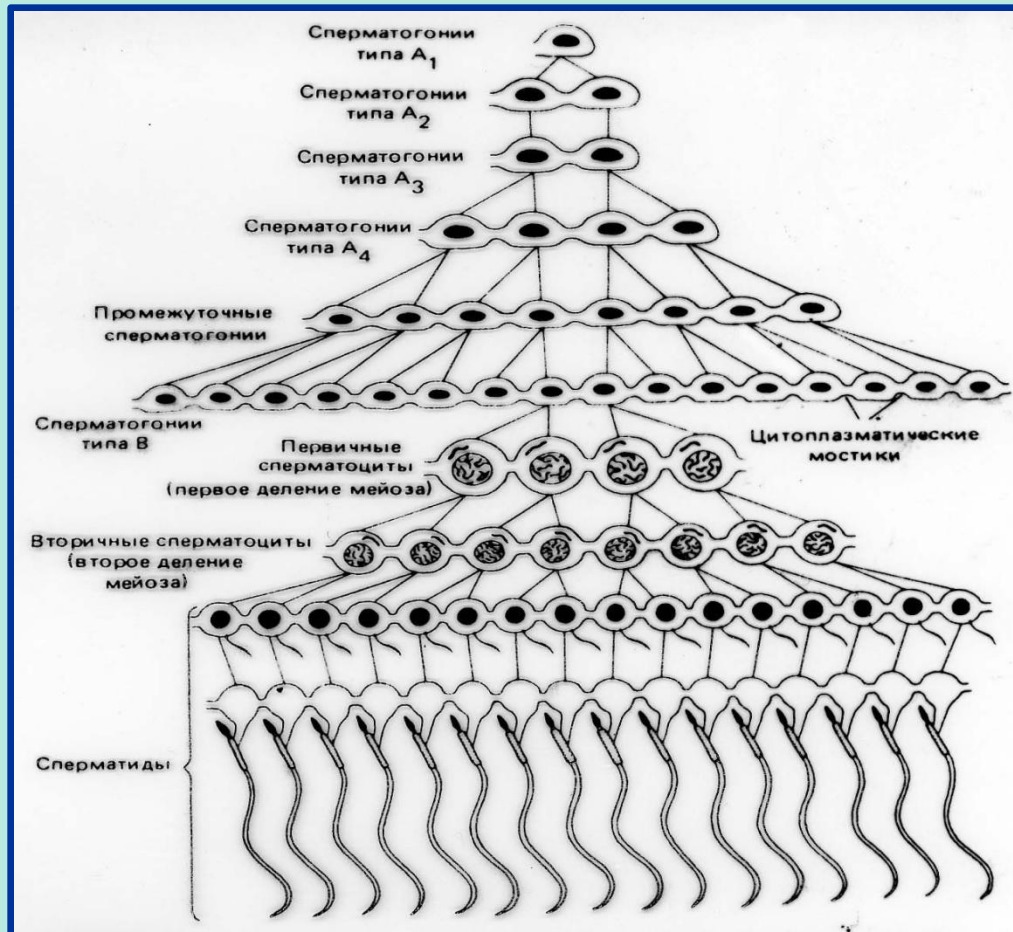 Сперматогонии
типа A1
Сперматогонии
типа A2
Сперматогонии
типа A3
Сперматогонии
типа A4
Промежуточные
сперматогонии
Сперматогонии
типа В
Цитоплазматические
мостики
Первичные
сперматоциты
(первое деление мейоза)
Вторичные сперматоциты
(второе деление
мейоза)
Сперматиды